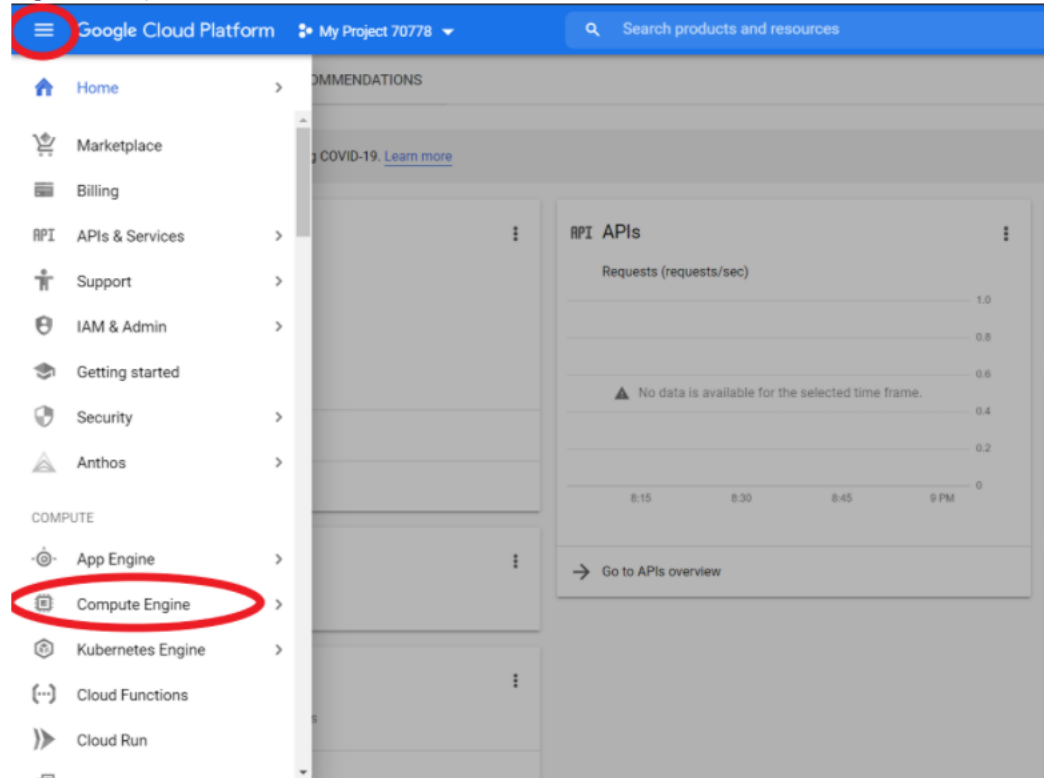 Google Cloud Platform My Project 70778 Search products and resources
Home
Marketplace
Billing
API APIs & Services
Support
IAM & Admin
Getting started
Security
Anthos
COMPUTE
App Engine
Compute Engine
Kubernetes Engine
Cloud Functions
Cloud Run
OMMENDATIONS
g COVID-19. Learn more
API APIs
Requests (requests/sec)
1.0
0.8
0.6
No data is available for the selected time frame.
0.4
0.2
0
8:15 8:30 8:45 9 PM
Go to APIs overview
s